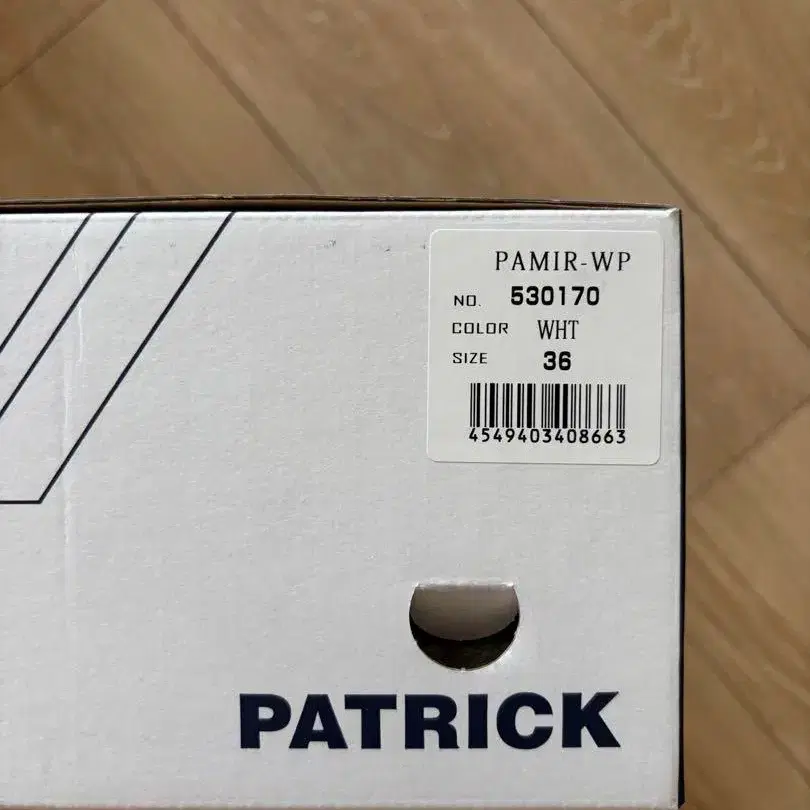 PAMIR-WP
NO. 530170
COLOR WHT
SIZE 36
4549403408663
PATRICK